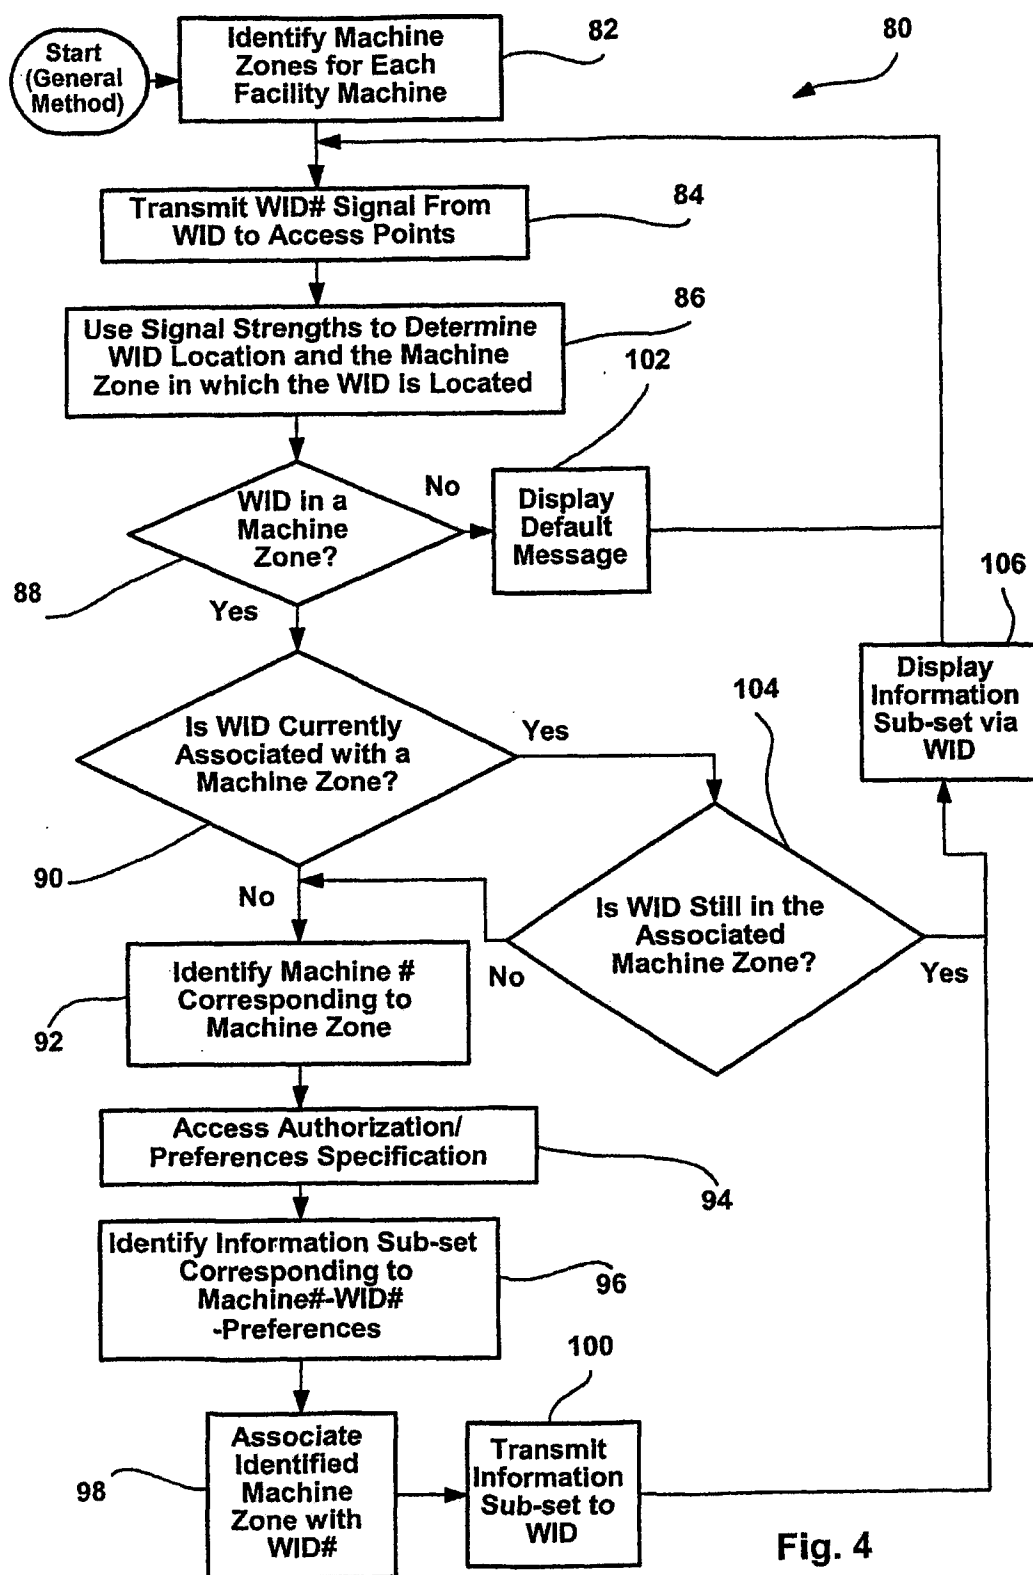 Start
(General
Method)
Identify Machine
Zones for Each
Facility Machine
82
80
Transmit WID# Signal From
WID to Access Points
84
Use Signal Strengths to Determine
WID Location and the Machine
Zone in which the WID is Located
86
102
WID in a
Machine
Zone?
No
Display
Default
Message
88
Yes
106
Display
Information
Sub-set via
WID
104
Is WID Currently
Associated with a
Machine Zone?
Yes
90
No
Is WID Still in the
Associated
Machine Zone?
No
Yes
Identify Machine #
Corresponding to
Machine Zone
92
Access Authorization/
Preferences Specification
94
Identify Information Sub-set
Corresponding to
Machine#-WID#
-Preferences
96
100
Associate
Identified
Machine
Zone with
WID#
98
Transmit
Information
Sub-set to
WID
Fig. 4